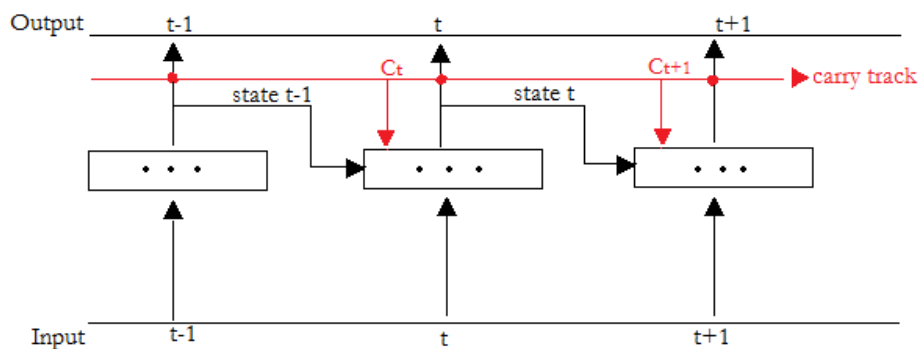 Output t-1 t t+1
Ct Ct+1 carry track
state t-1 state t
• • • • • • • • •
Input t-1 t t+1